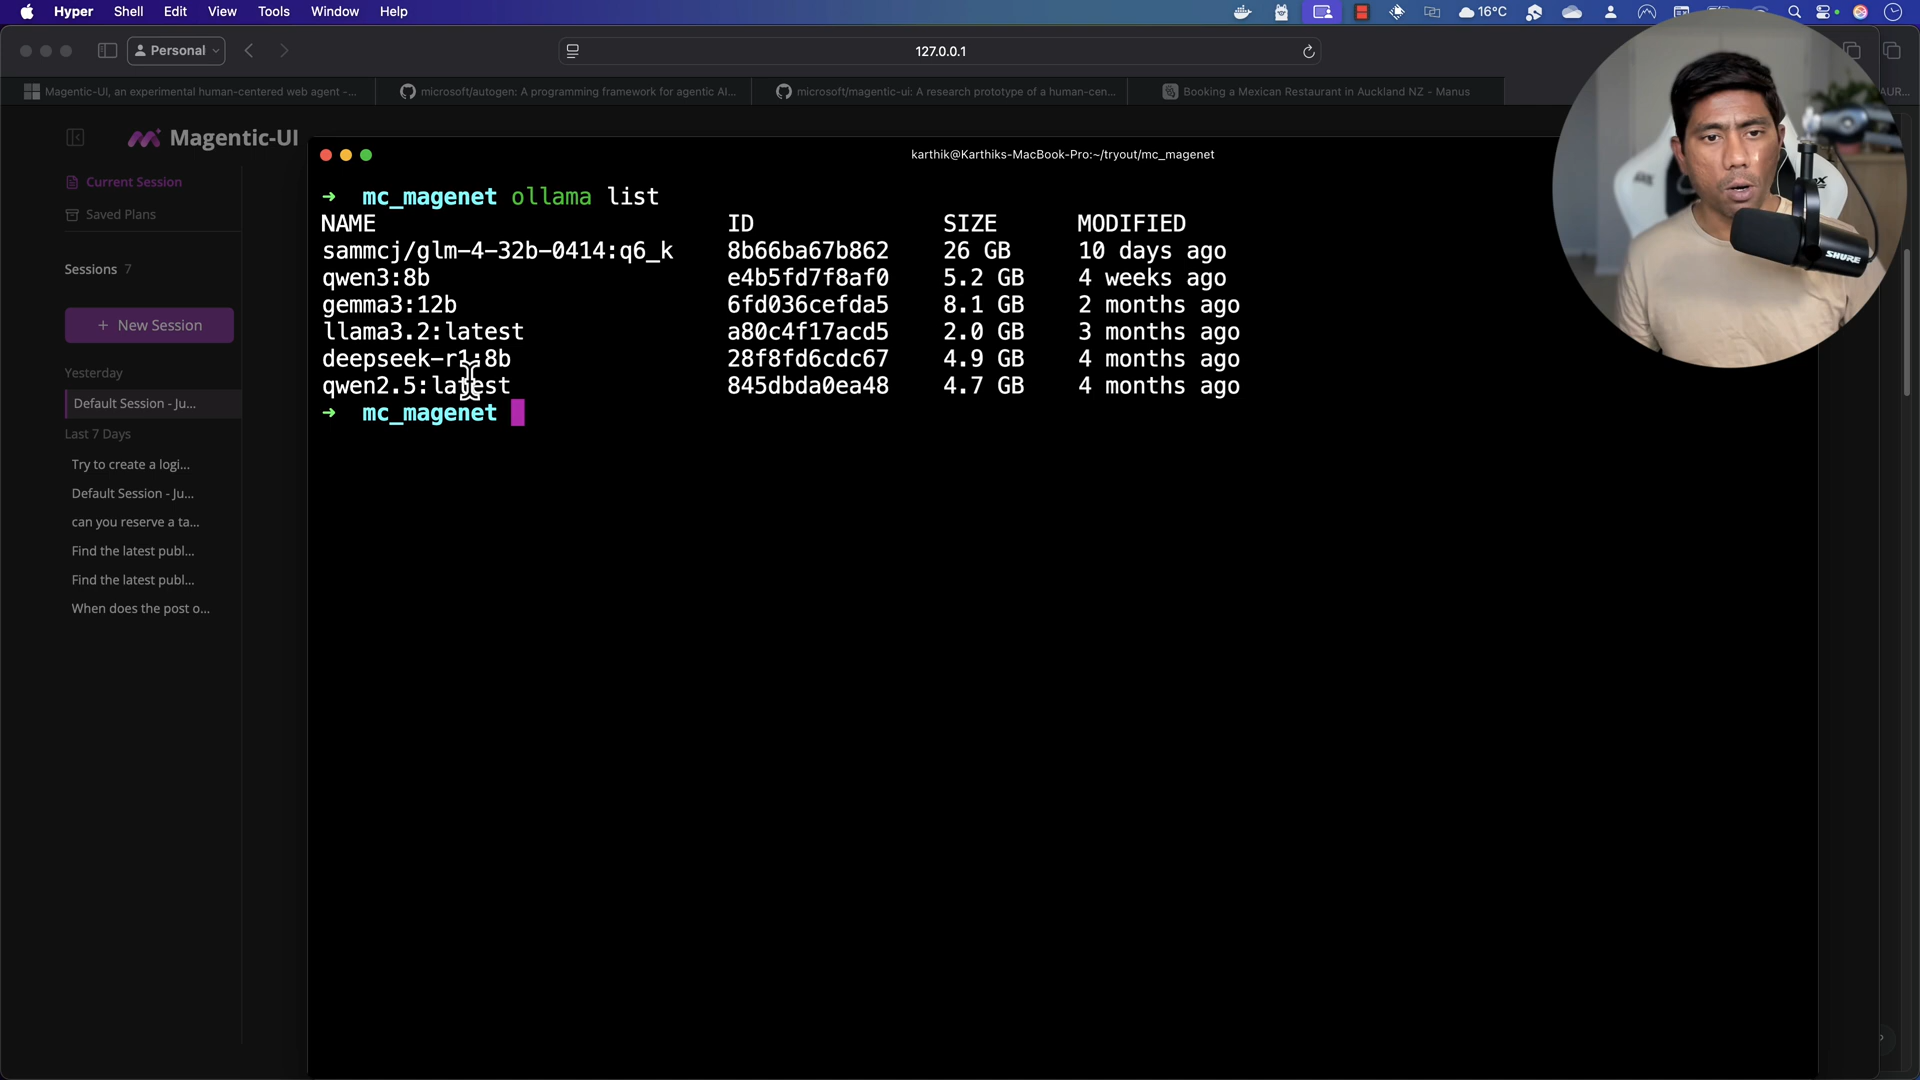 Hyper Shell Edit View Tools Window Help 16°C
Personal 127.0.0.1
Magentic-UI, an experimental human-centered web agent -... microsoft/autogen: A programming framework for agentic AI... microsoft/magentic-ui: A research prototype of a human-cen... Booking a Mexican Restaurant in Auckland NZ - Manus AUR...
Magentic-UI
Current Session
Saved Plans
Sessions 7
+ New Session
Yesterday
Default Session - Ju...
Last 7 Days
Try to create a logi...
Default Session - Ju...
can you reserve a ta...
Find the latest publ...
Find the latest publ...
When does the post o...
karthik@Karthiks-MacBook-Pro:~/tryout/mc_magenet
→ mc_magenet ollama list
NAME ID SIZE MODIFIED
sammcj/glm-4-32b-0414:q6_k 8b66ba67b862 26 GB 10 days ago
qwen3:8b e4b5fd7f8af0 5.2 GB 4 weeks ago
gemma3:12b 6fd036cefda5 8.1 GB 2 months ago
llama3.2:latest a80c4f17acd5 2.0 GB 3 months ago
deepseek-r1:8b 28f8fd6cdc67 4.9 GB 4 months ago
qwen2.5:latest 845dbda0ea48 4.7 GB 4 months ago
→ mc_magenet
SHURE